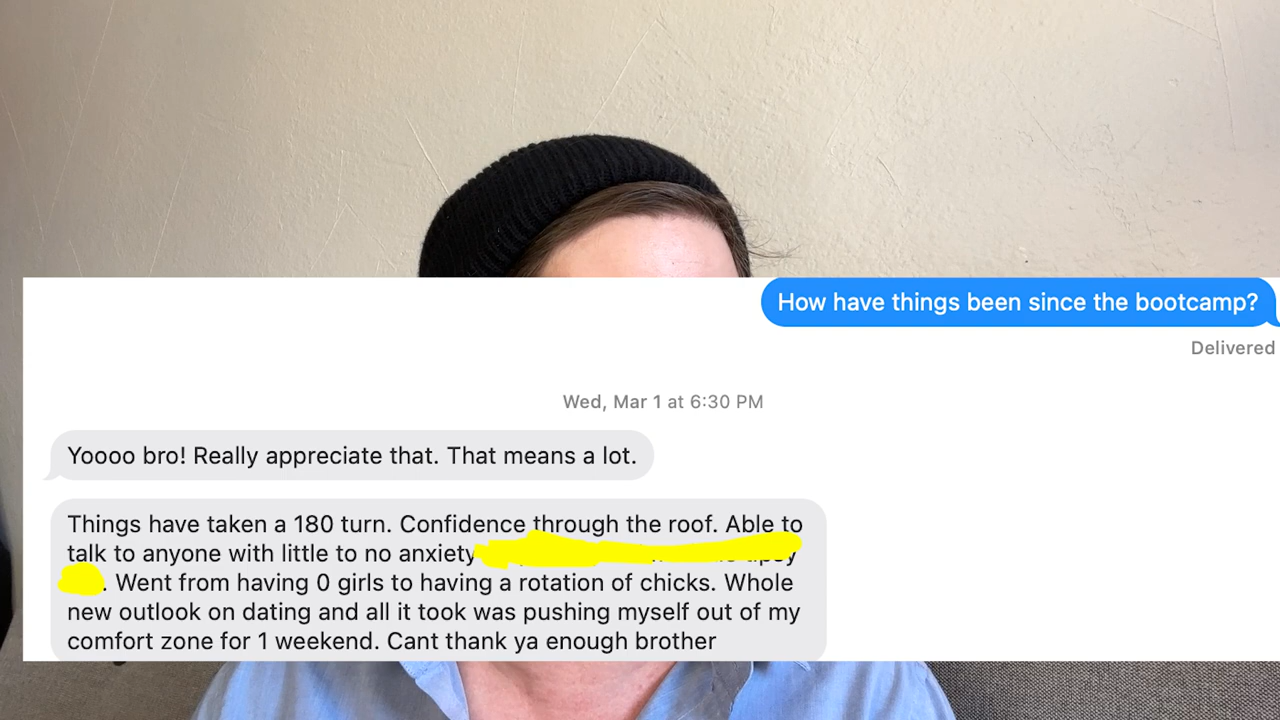 How have things been since the bootcamp?
Delivered
Wed, Mar 1 at 6:30 PM
Yoooo bro! Really appreciate that. That means a lot.
Things have taken a 180 turn. Confidence through the roof. Able to
talk to anyone with little to no anxiety
. Went from having 0 girls to having a rotation of chicks. Whole
new outlook on dating and all it took was pushing myself out of my
comfort zone for 1 weekend. Cant thank ya enough brother